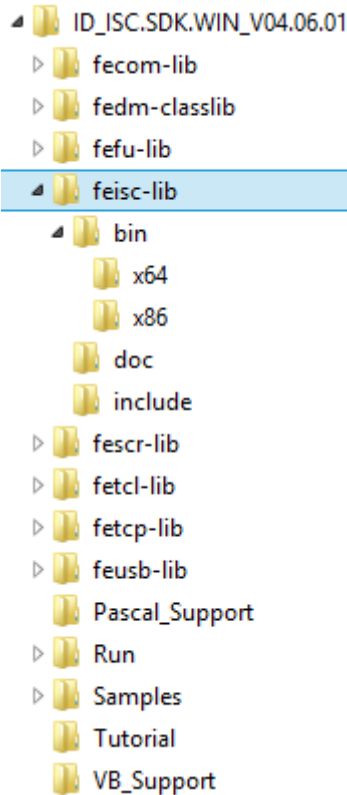 ID_ISC.SDK.WIN_V04.06.01
fecom-lib
fedm-classlib
fefu-lib
feisc-lib
bin
x64
x86
doc
include
fescr-lib
fetcl-lib
fetcp-lib
feusb-lib
Pascal_Support
Run
Samples
Tutorial
VB_Support